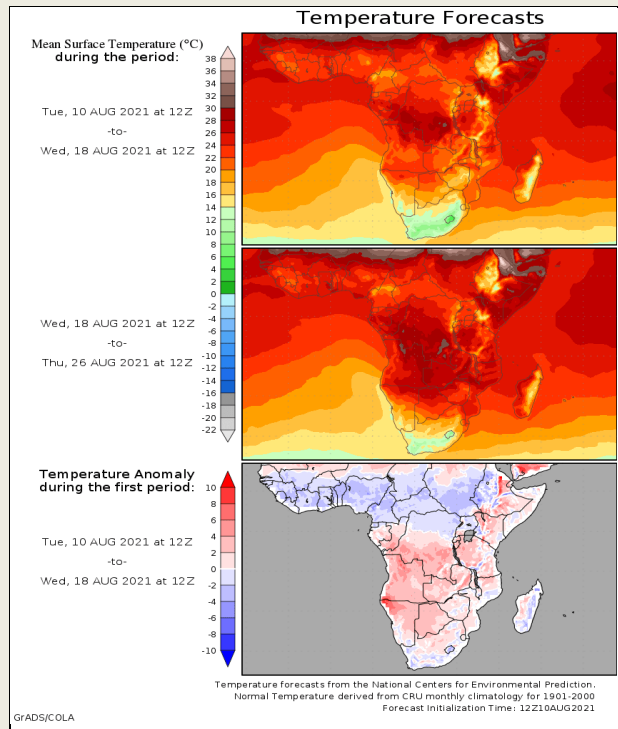 Temperature Forecasts
Mean Surface Temperature (°C)
during the period:
Tue, 10 AUG 2021 at 12Z
-to-
Wed, 18 AUG 2021 at 12Z
38
36
34
32
30
28
26
24
22
20
18
16
14
12
10
8
6
4
2
0
-2
-4
-6
-8
-10
-12
-14
-16
-18
-20
-22
Wed, 18 AUG 2021 at 12Z
-to-
Thu, 26 AUG 2021 at 12Z
Temperature Anomaly
during the first period:
Tue, 10 AUG 2021 at 12Z
-to-
Wed, 18 AUG 2021 at 12Z
10
8
6
4
2
0
-2
-4
-6
-8
-10
Temperature forecasts from the National Centers for Environmental Prediction.
Normal Temperature derived from CRU monthly climatology for 1901-2000
Forecast Initialization Time: 12Z10AUG2021
GrADS/COLA